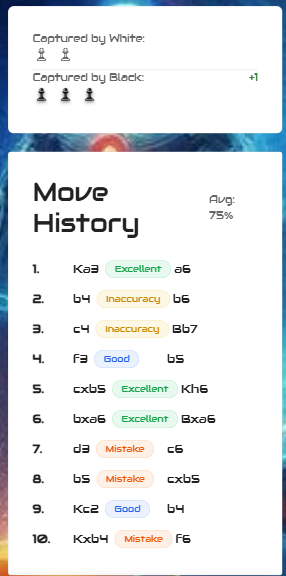 Captured by White:
Captured by Black: +1
Move History
Avg: 75%
1. Ka3 Excellent a6
2. b4 Inaccuracy b6
3. c4 Inaccuracy Bb7
4. f3 Good b5
5. cxb5 Excellent Kh6
6. bxa6 Excellent Bxa6
7. d3 Mistake c6
8. b5 Mistake cxb5
9. Kc2 Good b4
10. Kxb4 Mistake f6